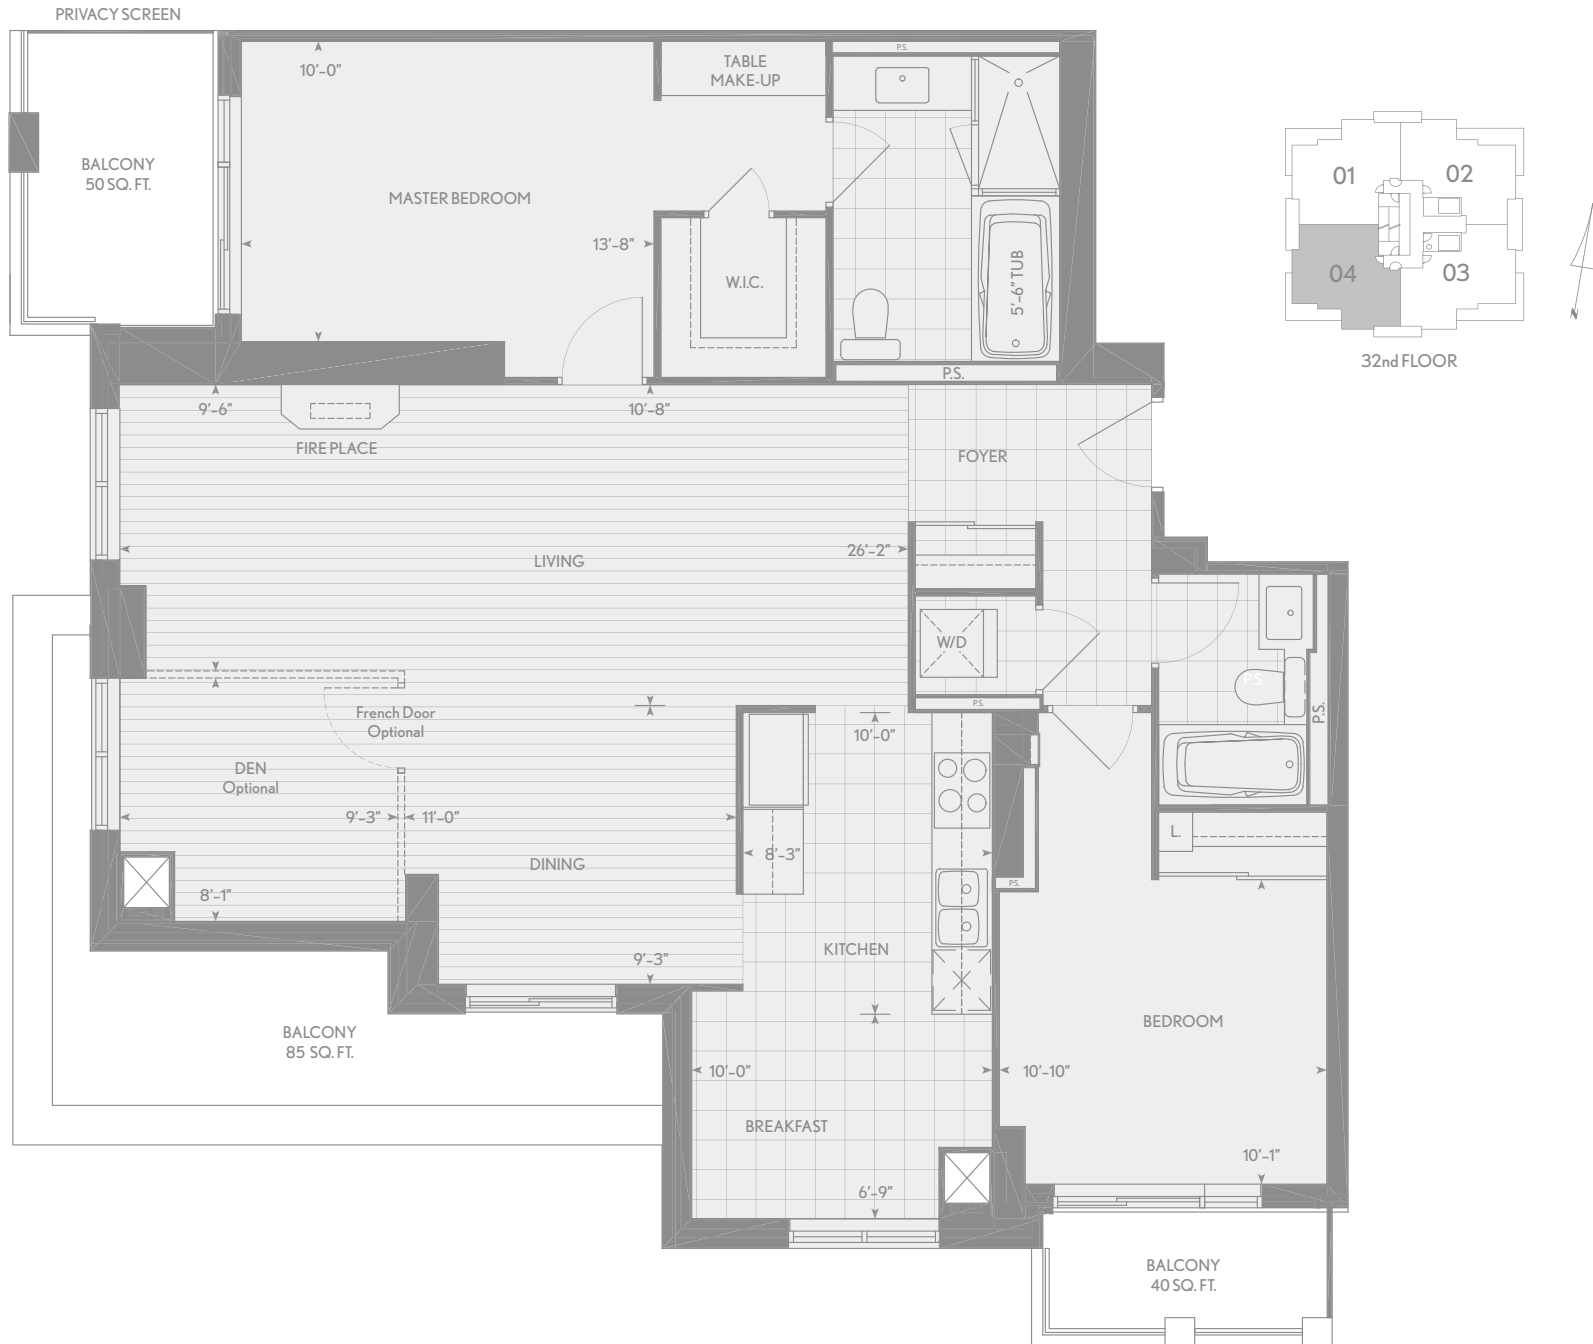 PRIVACY SCREEN
BALCONY
50 SQ. FT.
10'-0"
MASTER BEDROOM
13'-8"
TABLE
MAKE-UP
W.I.C.
P.S.
5'-6" TUB
P.S.
01
02
04
03
32nd FLOOR
9'-6"
FIRE PLACE
10'-8"
FOYER
LIVING
26'-2"
W/D
P.S.
P.S.
P.S.
French Door
Optional
DEN
Optional
9'-3"
11'-0"
8'-1"
DINING
9'-3"
10'-0"
8'-3"
KITCHEN
P.S.
L.
BALCONY
85 SQ. FT.
10'-0"
BREAKFAST
6'-9"
BEDROOM
10'-10"
10'-1"
BALCONY
40 SQ. FT.